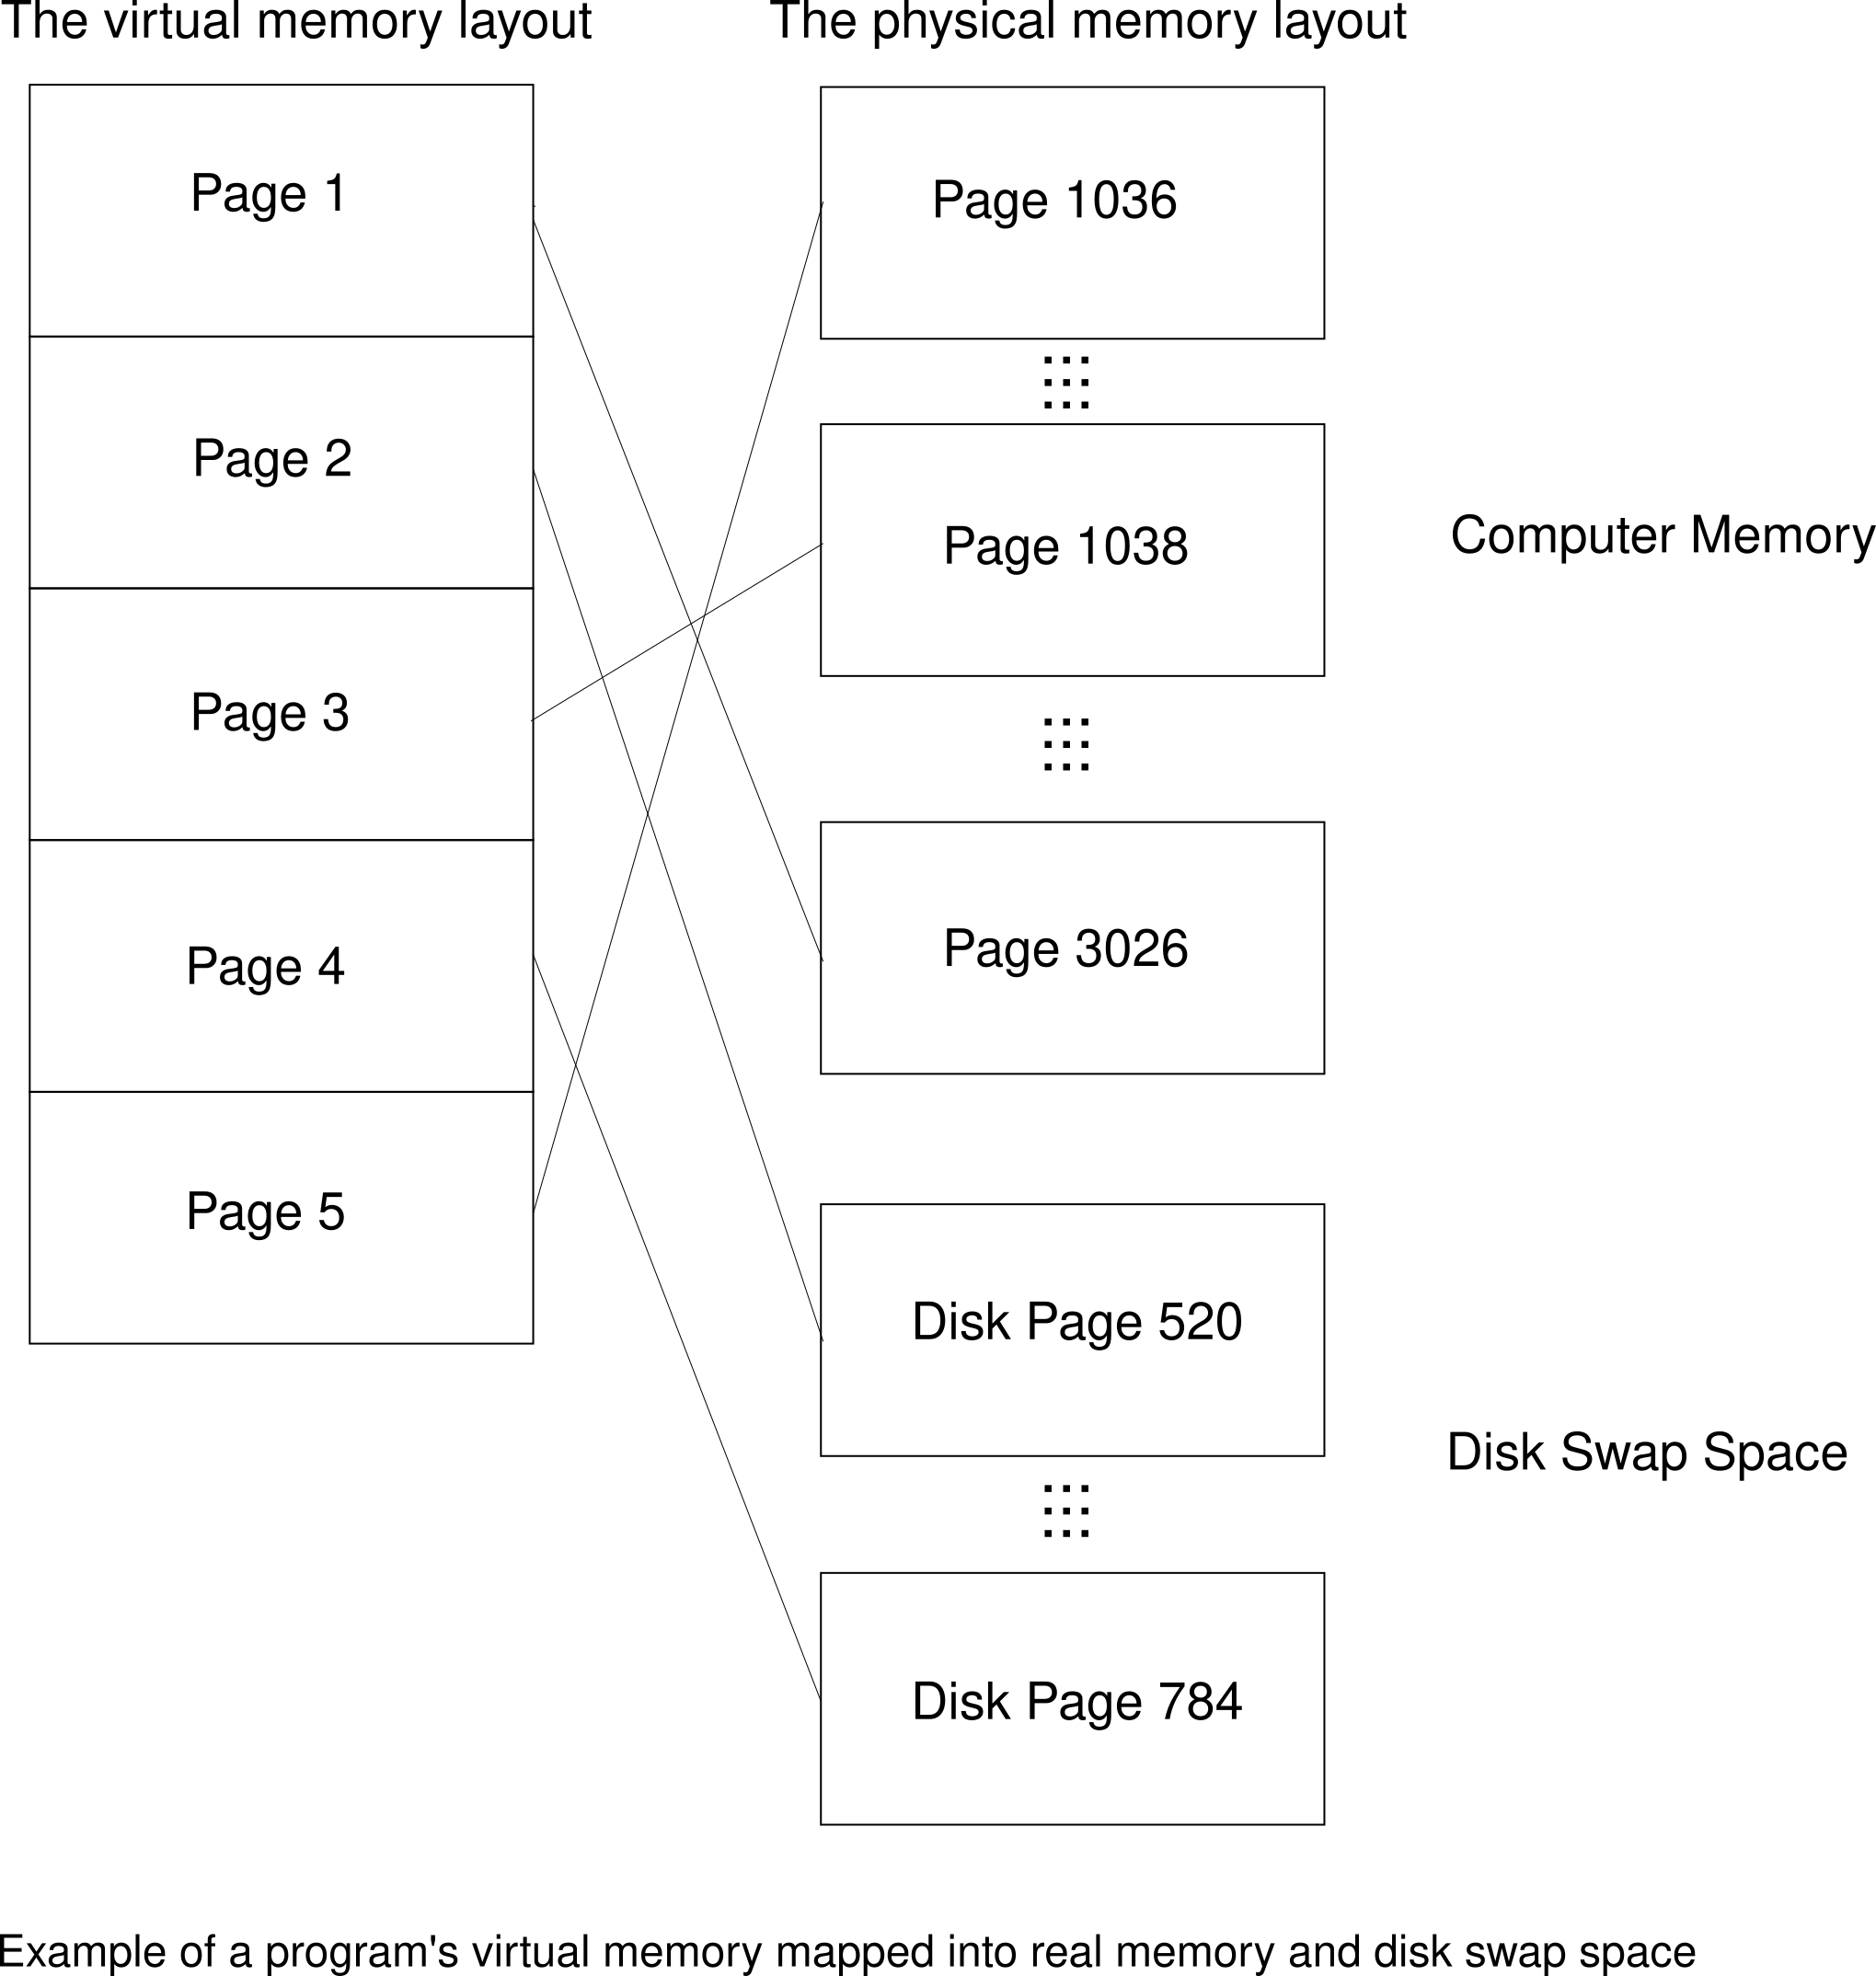 The virtual memory layout
The physical memory layout
Page 1
Page 2
Page 3
Page 4
Page 5
Page 1036
Page 1038
Page 3026
Computer Memory
Disk Page 520
Disk Page 784
Disk Swap Space
Example of a program's virtual memory mapped into real memory and disk swap space